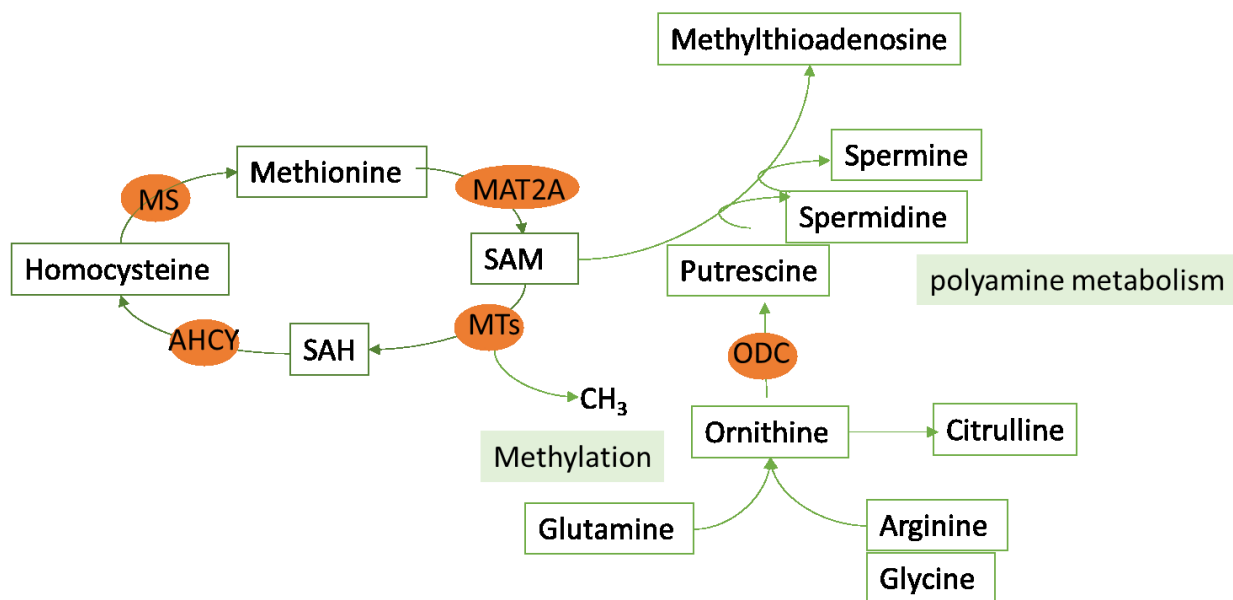 Methylthioadenosine
Spermine
Methionine
MAT2A
MS
Spermidine
SAM
Homocysteine
Putrescine
polyamine metabolism
MTs
AHCY
SAH
ODC
CH₃
Ornithine
Citrulline
Methylation
Glutamine
Arginine
Glycine